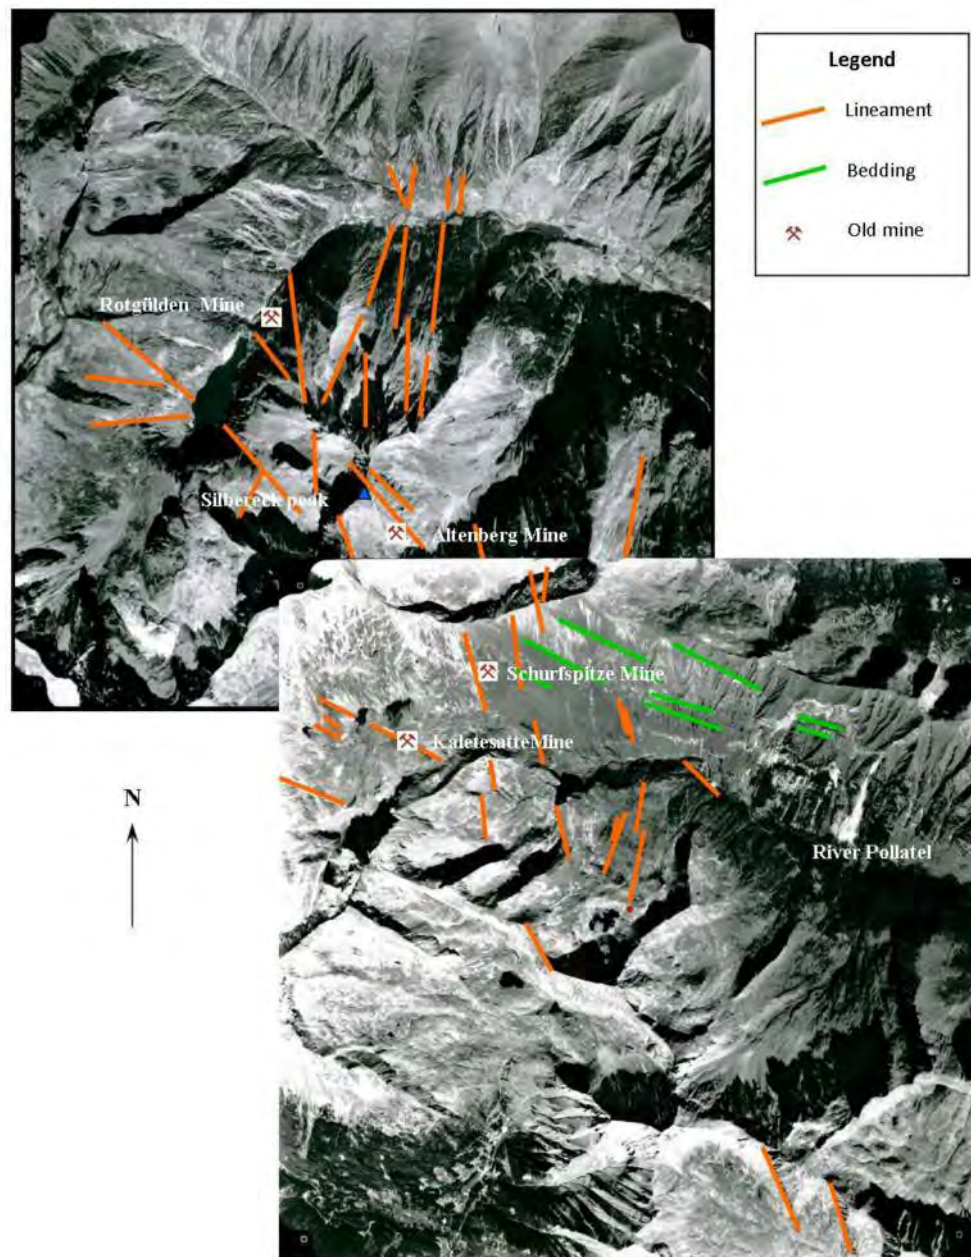 Legend
Lineament
Bedding
Old mine
Rotgülden Mine
Silbereck peak
Altenberg Mine
Schurfspitze Mine
KaletesatteMine
N
River Pollatel